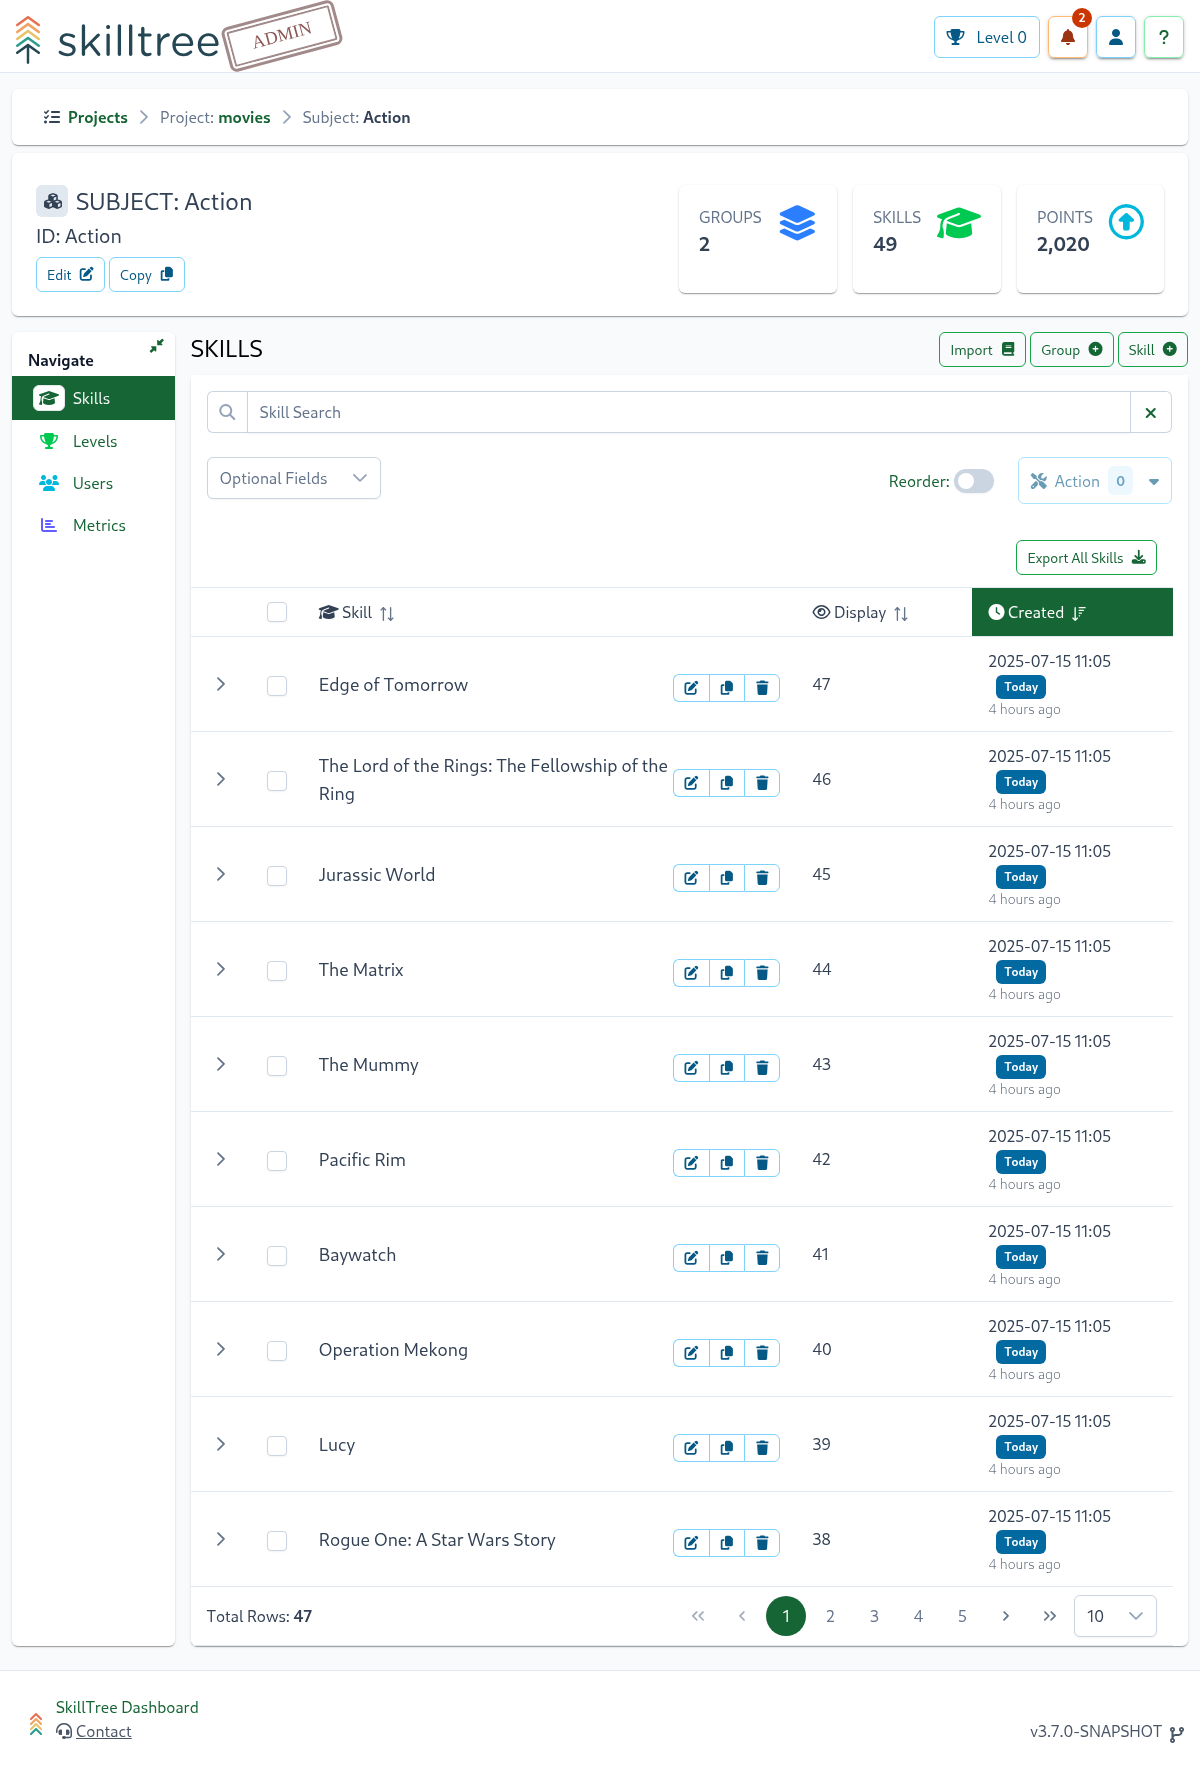 skilltree ADMIN
Level 0
2
?
Projects Project: movies Subject: Action
SUBJECT: Action
ID: Action
Edit
Copy
GROUPS
2
SKILLS
49
POINTS
2,020
Navigate
Skills
Levels
Users
Metrics
SKILLS
Import
Group
Skill
Skill Search
Optional Fields
Reorder:
Action 0
Export All Skills
Skill Display Created
Edge of Tomorrow 47 2025-07-15 11:05
Today
4 hours ago
The Lord of the Rings: The Fellowship of the
Ring
46 2025-07-15 11:05
Today
4 hours ago
Jurassic World 45 2025-07-15 11:05
Today
4 hours ago
The Matrix 44 2025-07-15 11:05
Today
4 hours ago
The Mummy 43 2025-07-15 11:05
Today
4 hours ago
Pacific Rim 42 2025-07-15 11:05
Today
4 hours ago
Baywatch 41 2025-07-15 11:05
Today
4 hours ago
Operation Mekong 40 2025-07-15 11:05
Today
4 hours ago
Lucy 39 2025-07-15 11:05
Today
4 hours ago
Rogue One: A Star Wars Story 38 2025-07-15 11:05
Today
4 hours ago
Total Rows: 47
1 2 3 4 5
10
SkillTree Dashboard
Contact
v3.7.0-SNAPSHOT